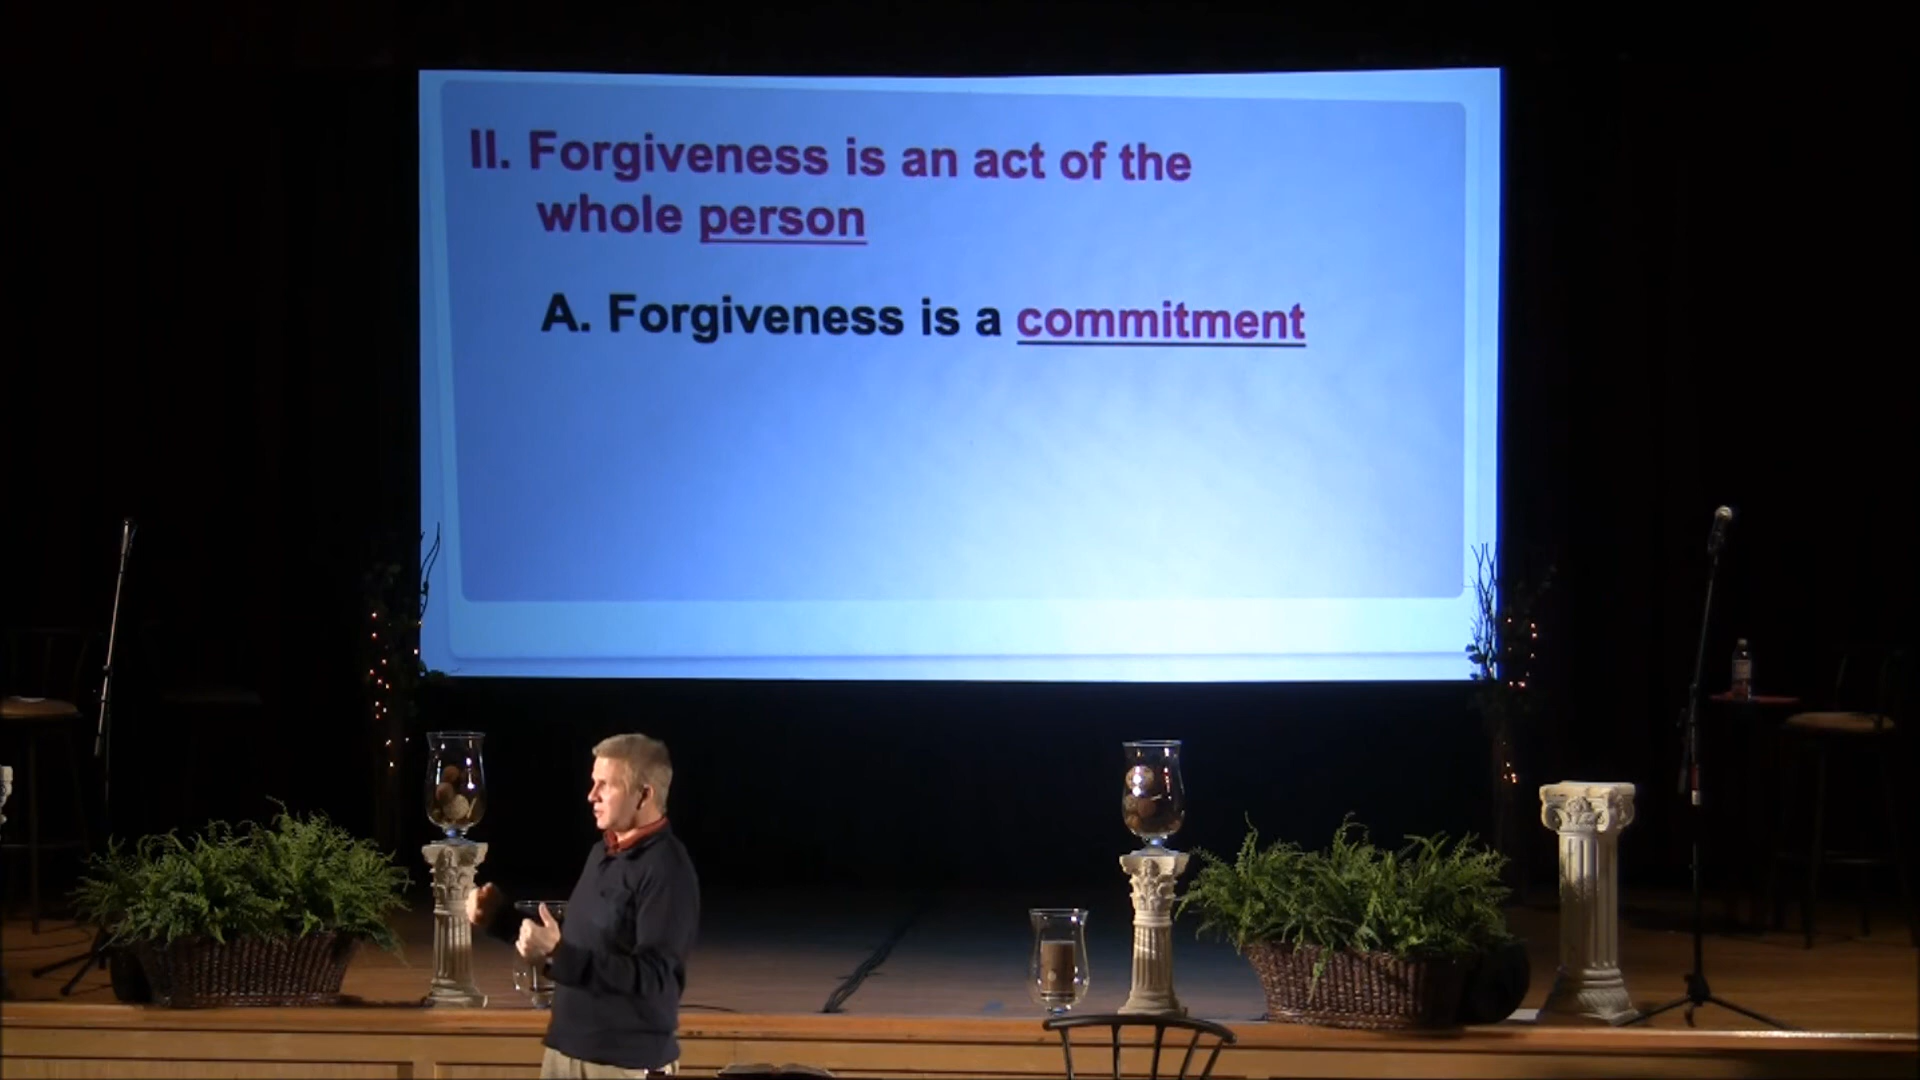 II. Forgiveness is an act of the
whole person
A. Forgiveness is a commitment